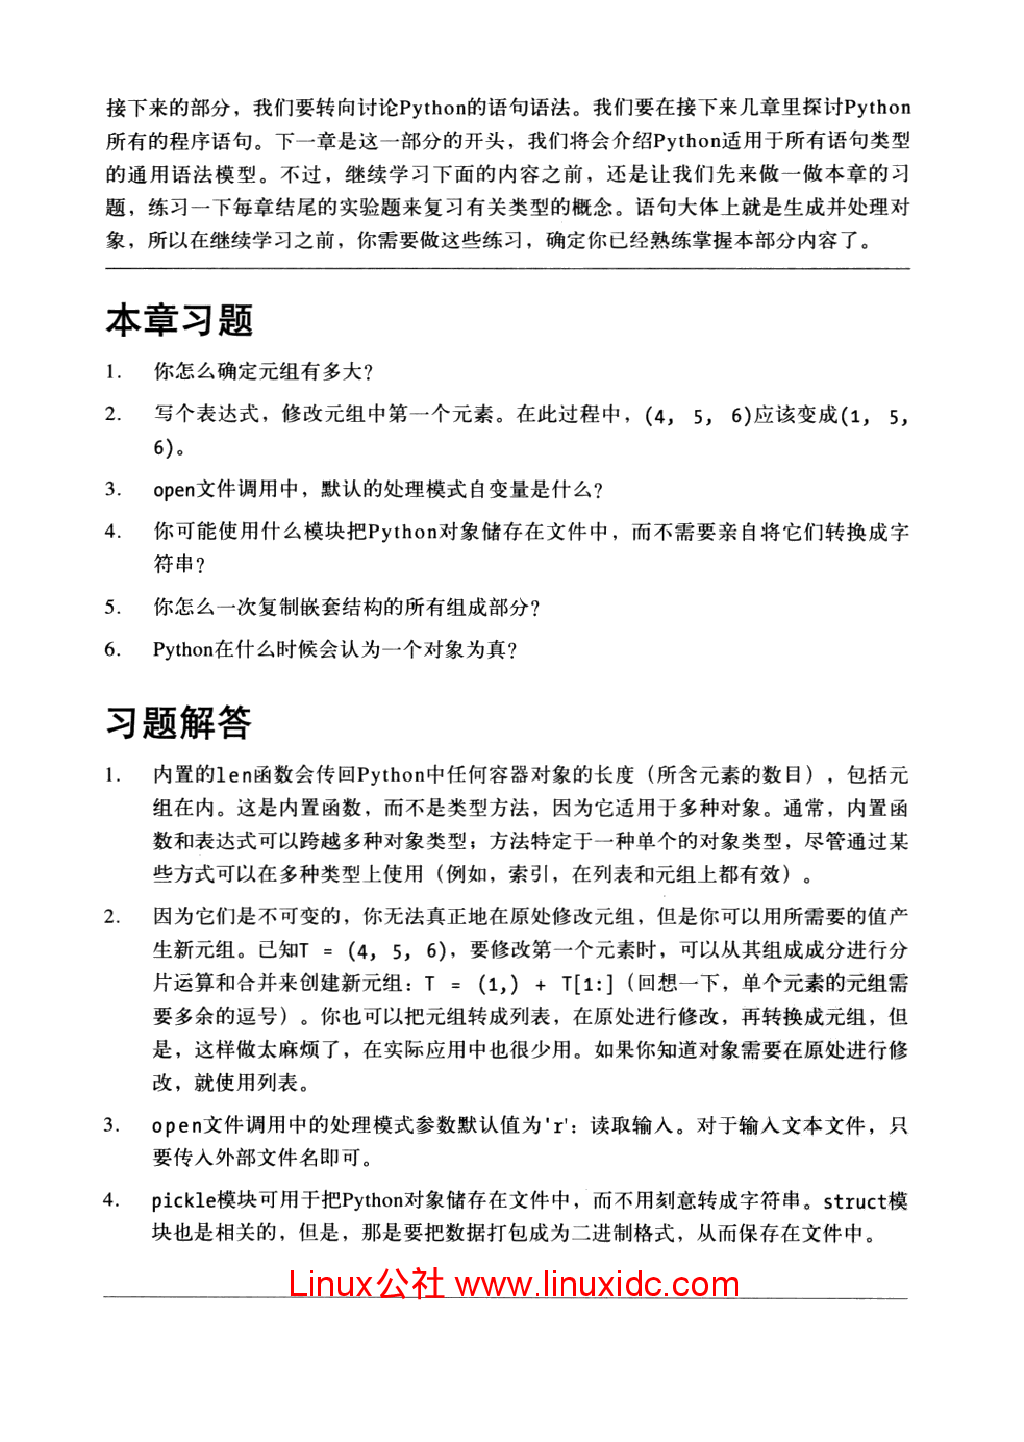 接下来的部分，我们要转向讨论Python的语句语法。我们要在接下来几章里探讨Python
所有的程序语句。下一章是这一部分的开头，我们将会介绍Python适用于所有语句类型
的通用语法模型。不过，继续学习下面的内容之前，还是让我们先来做一做本章的习
题，练习一下每章结尾的实验题来复习有关类型的概念。语句大体上就是生成并处理对
象，所以在继续学习之前，你需要做这些练习，确定你已经熟练掌握本部分内容了。
本章习题
1. 你怎么确定元组有多大？
2. 写个表达式，修改元组中第一个元素。在此过程中，(4, 5, 6)应该变成(1, 5,
6)。
3. open文件调用中，默认的处理模式自变量是什么？
4. 你可能使用什么模块把Python对象储存在文件中，而不需要亲自将它们转换成字
符串？
5. 你怎么一次复制嵌套结构的所有组成部分？
6. Python在什么时候会认为一个对象为真？
习题解答
1. 内置的len函数会传回Python中任何容器对象的长度（所含元素的数目），包括元
组在内。这是内置函数，而不是类型方法，因为它适用于多种对象。通常，内置函
数和表达式可以跨越多种对象类型；方法特定于一种单个的对象类型，尽管通过某
些方式可以在多种类型上使用（例如，索引，在列表和元组上都有效）。
2. 因为它们是不可变的，你无法真正地在原处修改元组，但是你可以用所需要的值产
生新元组。已知T = (4, 5, 6)，要修改第一个元素时，可以从其组成成分进行分
片运算和合并来创建新元组：T = (1,) + T[1:]（回想一下，单个元素的元组需
要多余的逗号）。你也可以把元组转成列表，在原处进行修改，再转换成元组，但
是，这样做太麻烦了，在实际应用中也很少用。如果你知道对象需要在原处进行修
改，就使用列表。
3. open文件调用中的处理模式参数默认值为'r'：读取输入。对于输入文本文件，只
要传入外部文件名即可。
4. pickle模块可用于把Python对象储存在文件中，而不用刻意转成字符串。struct模
块也是相关的，但是，那是要把数据打包成为二进制格式，从而保存在文件中。
Linux公社 www.linuxidc.com